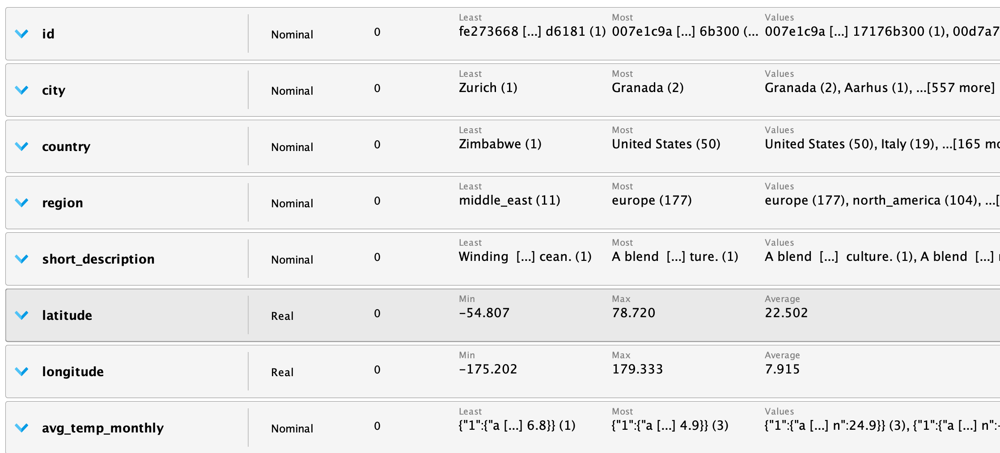 Least Most Values
id Nominal 0 fe273668 [...] d6181 (1) 007e1c9a [...] 6b300 (... 007e1c9a [...] 17176b300 (1), 00d7a7
Least Most Values
city Nominal 0 Zurich (1) Granada (2) Granada (2), Aarhus (1), ...[557 more]
Least Most Values
country Nominal 0 Zimbabwe (1) United States (50) United States (50), Italy (19), ...[165 mo
Least Most Values
region Nominal 0 middle_east (11) europe (177) europe (177), north_america (104), ...[
Least Most Values
short_description Nominal 0 Winding  [...] cean. (1) A blend  [...] ture. (1) A blend  [...]  culture. (1), A blend  [...]
Min Max Average
latitude Real 0 -54.807 78.720 22.502
Min Max Average
longitude Real 0 -175.202 179.333 7.915
Least Most Values
avg_temp_monthly Nominal 0 {"1":{"a [...] 6.8}} (1) {"1":{"a [...] 4.9}} (3) {"1":{"a [...] n":24.9}} (3), {"1":{"a [...] n":-